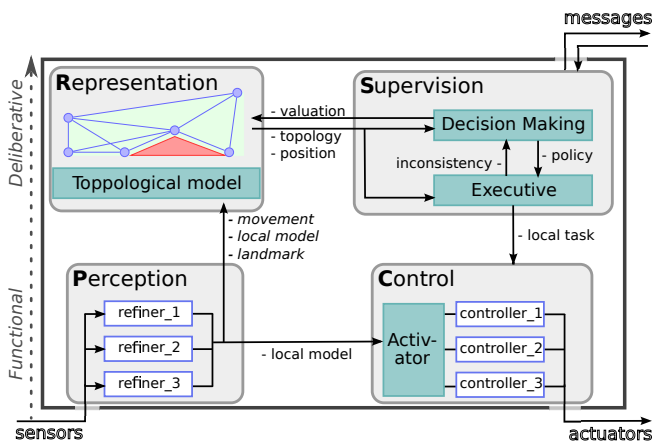 messages
Representation
Supervision
- valuation
- topology
- position
Decision Making
inconsistency -
- policy
Toppological model
Executive
- movement
- local model
- landmark
- local task
Perception
Control
refiner_1
refiner_2
refiner_3
- local model
Activ-
ator
controller_1
controller_2
controller_3
Deliberative
Functional
sensors
actuators